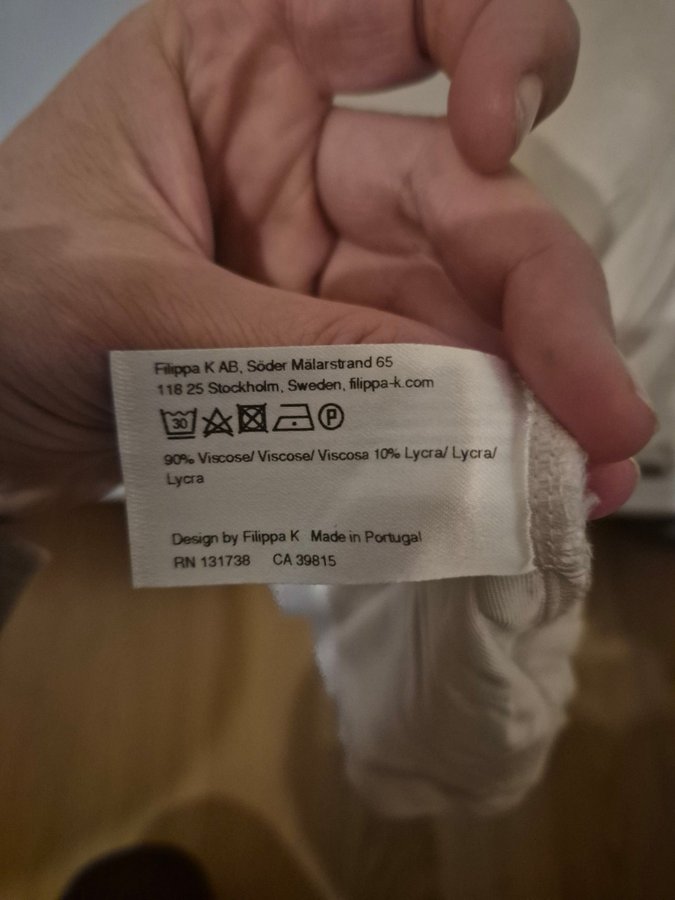 Filippa K AB, Söder Mälarstrand 65
118 25 Stockholm, Sweden, filippa-k.com
30 P
90% Viscose/ Viscose/ Viscosa 10% Lycra/ Lycra/
Lycra
Design by Filippa K Made in Portugal
RN 131738 CA 39815